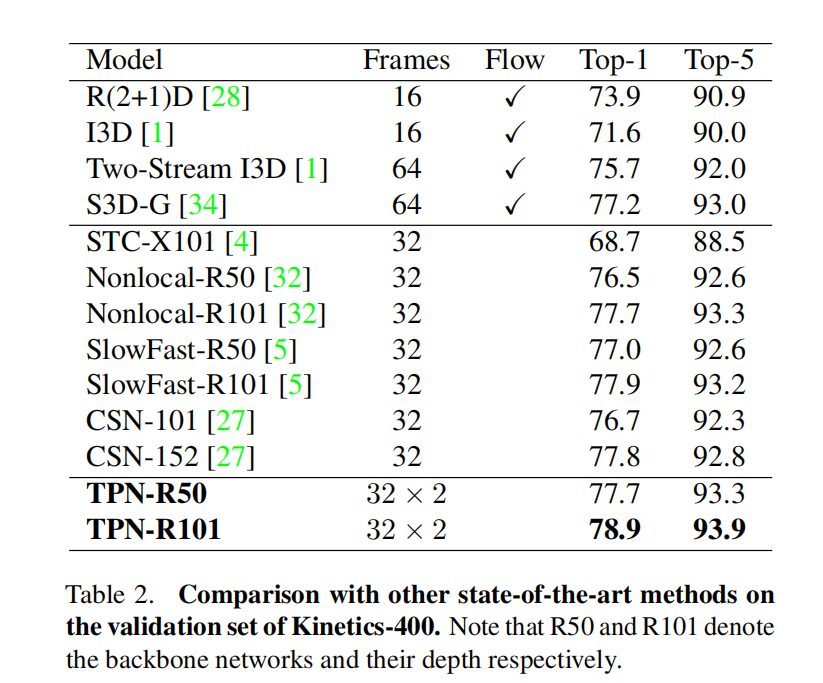 Model Frames Flow Top-1 Top-5
R(2+1)D [28] 16 ✓ 73.9 90.9
I3D [1] 16 ✓ 71.6 90.0
Two-Stream I3D [1] 64 ✓ 75.7 92.0
S3D-G [34] 64 ✓ 77.2 93.0
STC-X101 [4] 32 68.7 88.5
Nonlocal-R50 [32] 32 76.5 92.6
Nonlocal-R101 [32] 32 77.7 93.3
SlowFast-R50 [5] 32 77.0 92.6
SlowFast-R101 [5] 32 77.9 93.2
CSN-101 [27] 32 76.7 92.3
CSN-152 [27] 32 77.8 92.8
TPN-R50 32 × 2 77.7 93.3
TPN-R101 32 × 2 78.9 93.9
Table 2. Comparison with other state-of-the-art methods on
the validation set of Kinetics-400. Note that R50 and R101 denote
the backbone networks and their depth respectively.